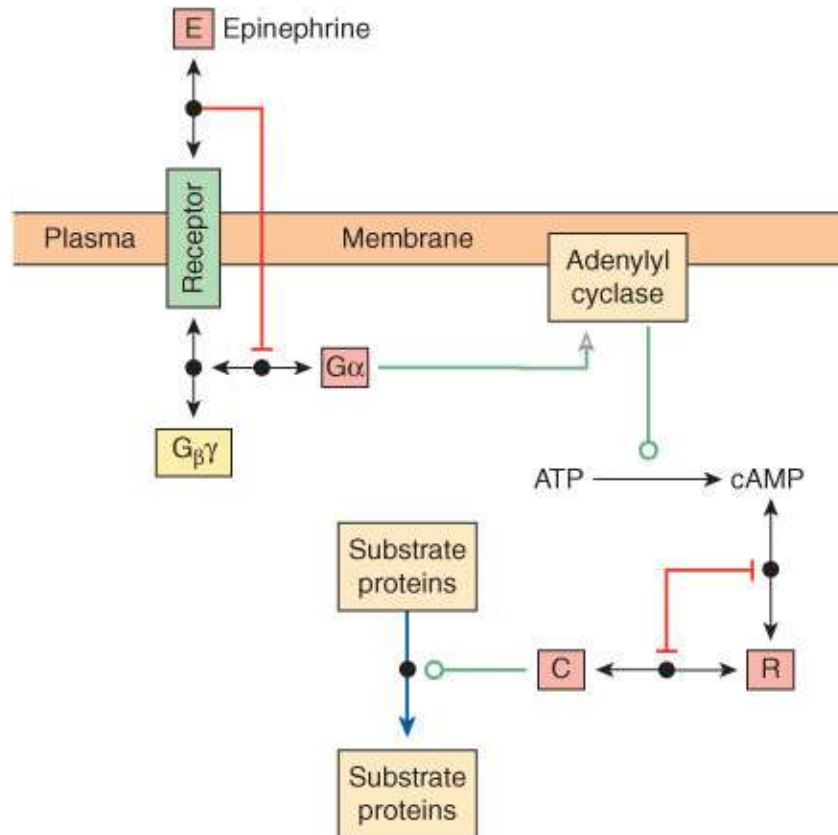 E Epinephrine
Receptor
Plasma Membrane
Adenylyl
cyclase
Gα
Gβγ
ATP cAMP
Substrate
proteins
C R
Substrate
proteins